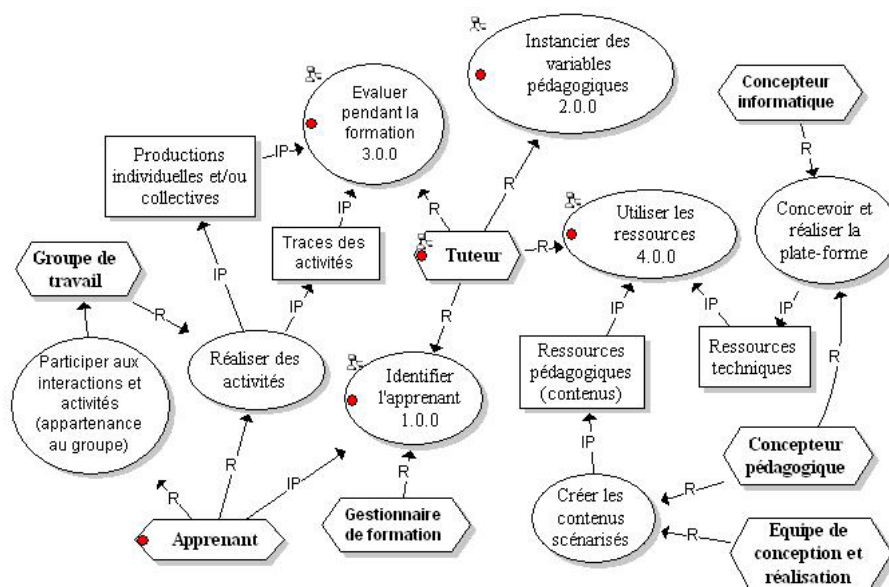 Instancier des
variables
pédagogiques
2.0.0
Concepteur
informatique
Evaluer
pendant la
formation
3.0.0
Productions
individuelles et/ou
collectives
IP
R
R
R
Concevoir et
réaliser la
plate-forme
Utiliser les
ressources
4.0.0
IP
Traces des
activités
Tuteur
R
Groupe de
travail
IP
IP
R
R
IP
IP
IP
R
Participer aux
interactions et
activités
(appartenance
au groupe)
Réaliser des
activités
Identifier
l'apprenant
1.0.0
Ressources
pédagogiques
(contenus)
Ressources
techniques
R
R
IP
R
R
IP
Concepteur
pédagogique
R
Apprenant
Gestionnaire
de formation
Créer les
contenus
scénarisés
R
Equipe de
conception et
réalisation